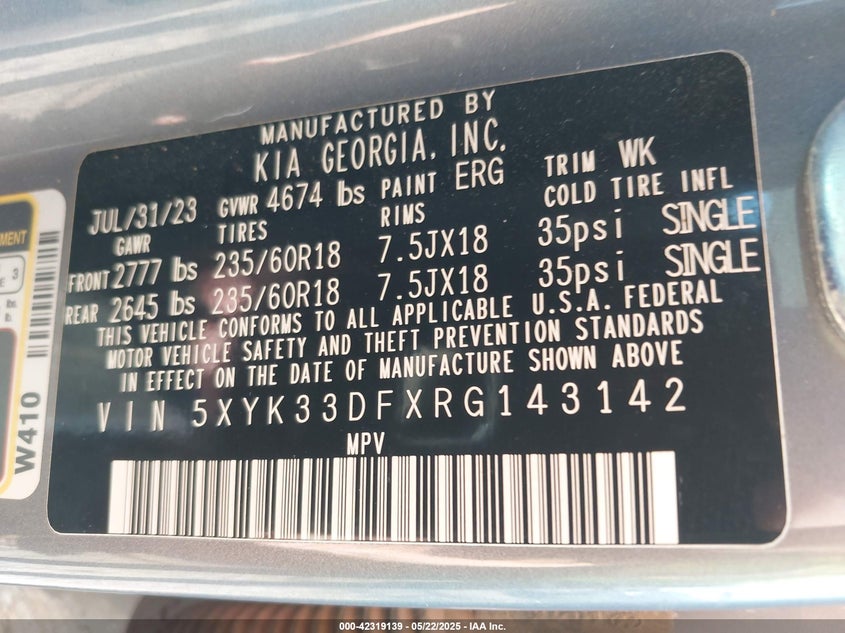 MANUFACTURED BY
KIA GEORGIA, INC.
JUL/31/23 GVWR 4674 lbs PAINT ERG TRIM WK
GAWR TIRES RIMS COLD TIRE INFL
FRONT 2777 lbs 235/60R18 7.5JX18 35psi SINGLE
REAR 2645 lbs 235/60R18 7.5JX18 35psi SINGLE
THIS VEHICLE CONFORMS TO ALL APPLICABLE U.S.A. FEDERAL
MOTOR VEHICLE SAFETY AND THEFT PREVENTION STANDARDS
IN EFFECT ON THE DATE OF MANUFACTURE SHOWN ABOVE
VIN 5XYK33DFXRG143142
MPV
W410
3
lbs.
000-42319139 - 05/22/2025 - IAA Inc.